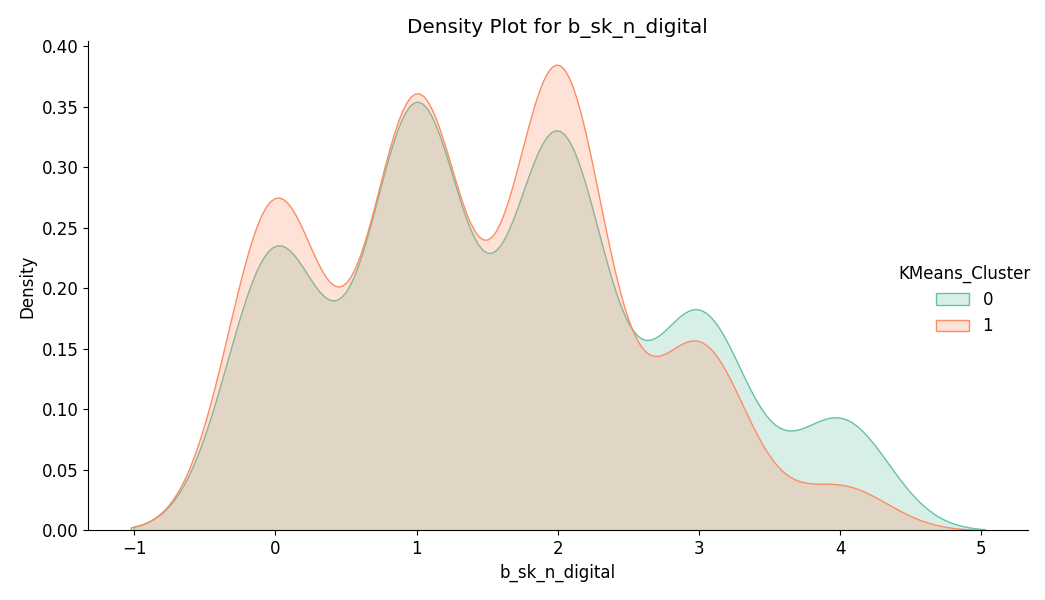 Density Plot for b_sk_n_digital
0.40
0.35
0.30
0.25
0.20
0.15
0.10
0.05
0.00
Density
−1 0 1 2 3 4 5
b_sk_n_digital
KMeans_Cluster
0
1